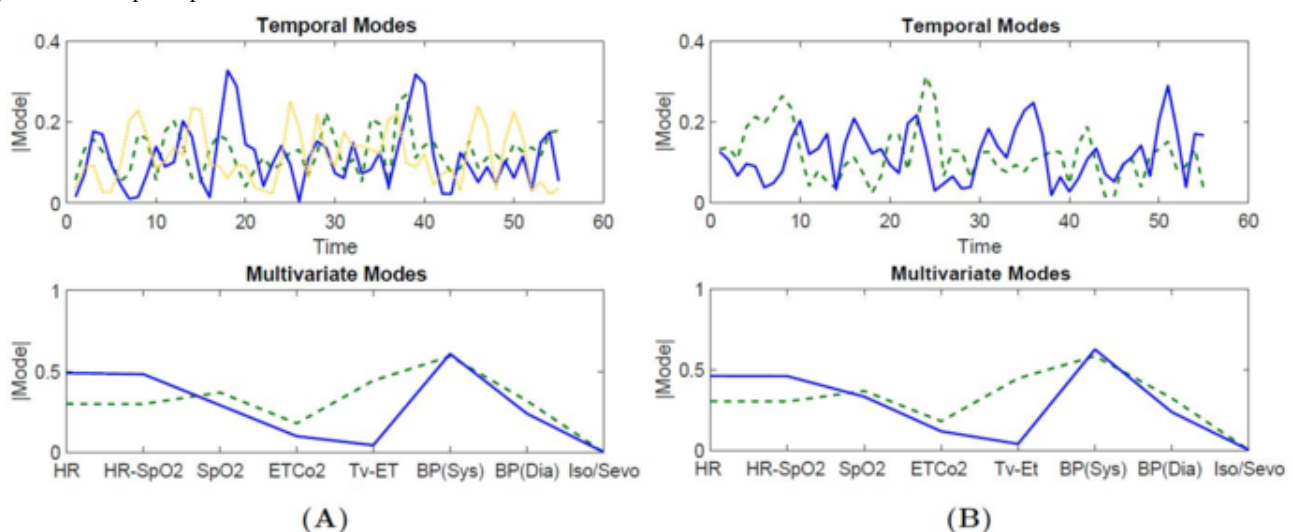 Temporal Modes
|Mode|
0.4
0.2
0
0 10 20 30 40 50 60
Time
Multivariate Modes
|Mode|
1
0.5
0
HR HR-SpO2 SpO2 ETCo2 Tv-ET BP(Sys) BP(Dia) Iso/Sevo
(A)
Temporal Modes
|Mode|
0.4
0.2
0
0 10 20 30 40 50 60
Time
Multivariate Modes
|Mode|
1
0.5
0
HR HR-SpO2 SpO2 ETCo2 Tv-Et BP(Sys) BP(Dia) Iso/Sevo
(B)